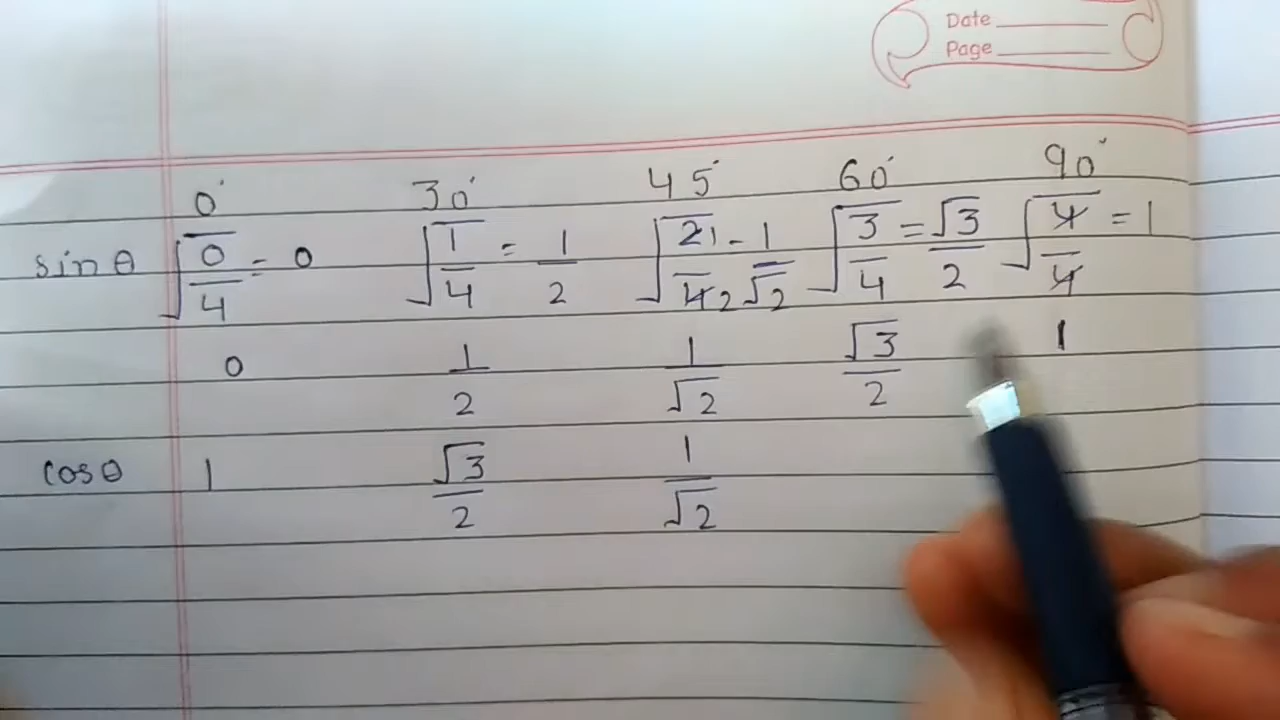 Date
Page
0° 30° 45° 60° 90°
sin θ √0/4 = 0 √1/4 = 1/2 √2̶ 1/4̶ 2 - 1/√2 √3/4 = √3/2 √4̶/4̶ = 1
0 1/2 1/√2 √3/2 1
cos θ 1 √3/2 1/√2